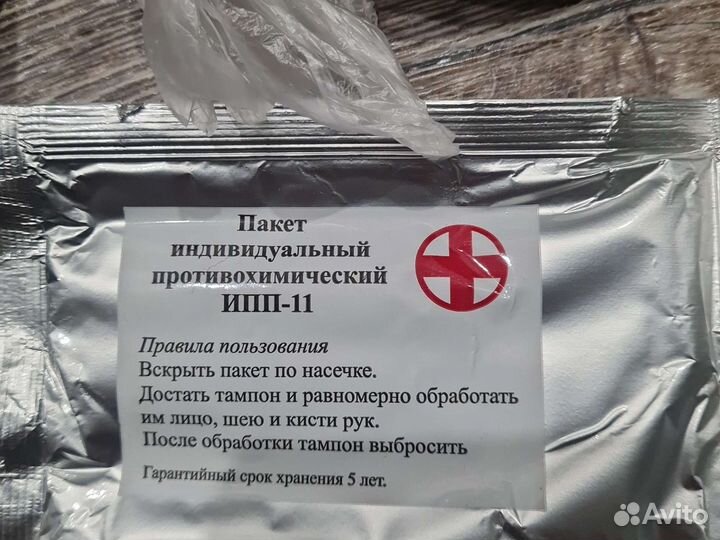 Пакет
индивидуальный
противохимический
ИПП-11
Правила пользования
Вскрыть пакет по насечке.
Достать тампон и равномерно обработать
им лицо, шею и кисти рук.
После обработки тампон выбросить
Гарантийный срок хранения 5 лет.
Avito